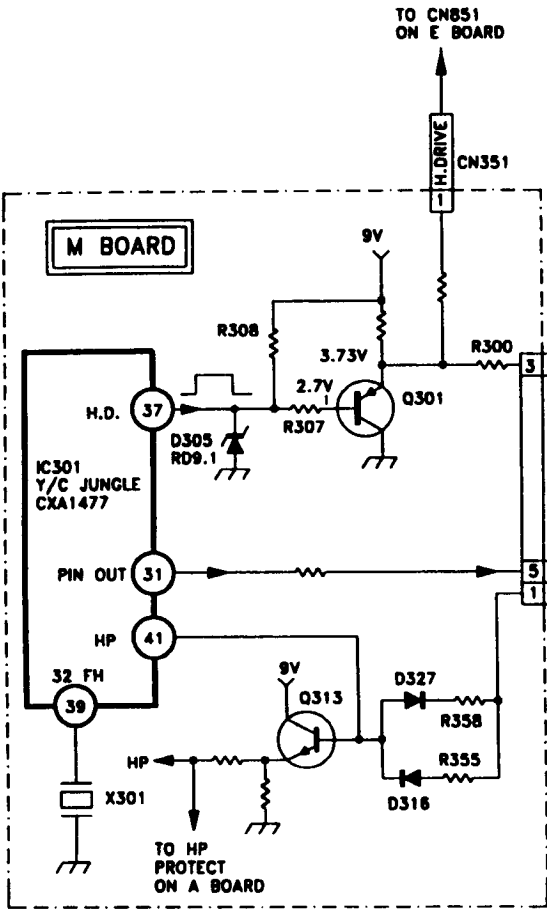 TO CN851
ON E BOARD
1 H.DRIVE
CN351
M BOARD
9V
R308
3.73V
R300
3
2.7V
Q301
H.D.
37
R307
D305
RD9.1
IC301
Y/C JUNGLE
CXA1477
PIN OUT
31
5
1
HP
41
32 FH
39
9V
Q313
D327
R358
HP
R355
D316
X301
TO HP
PROTECT
ON A BOARD